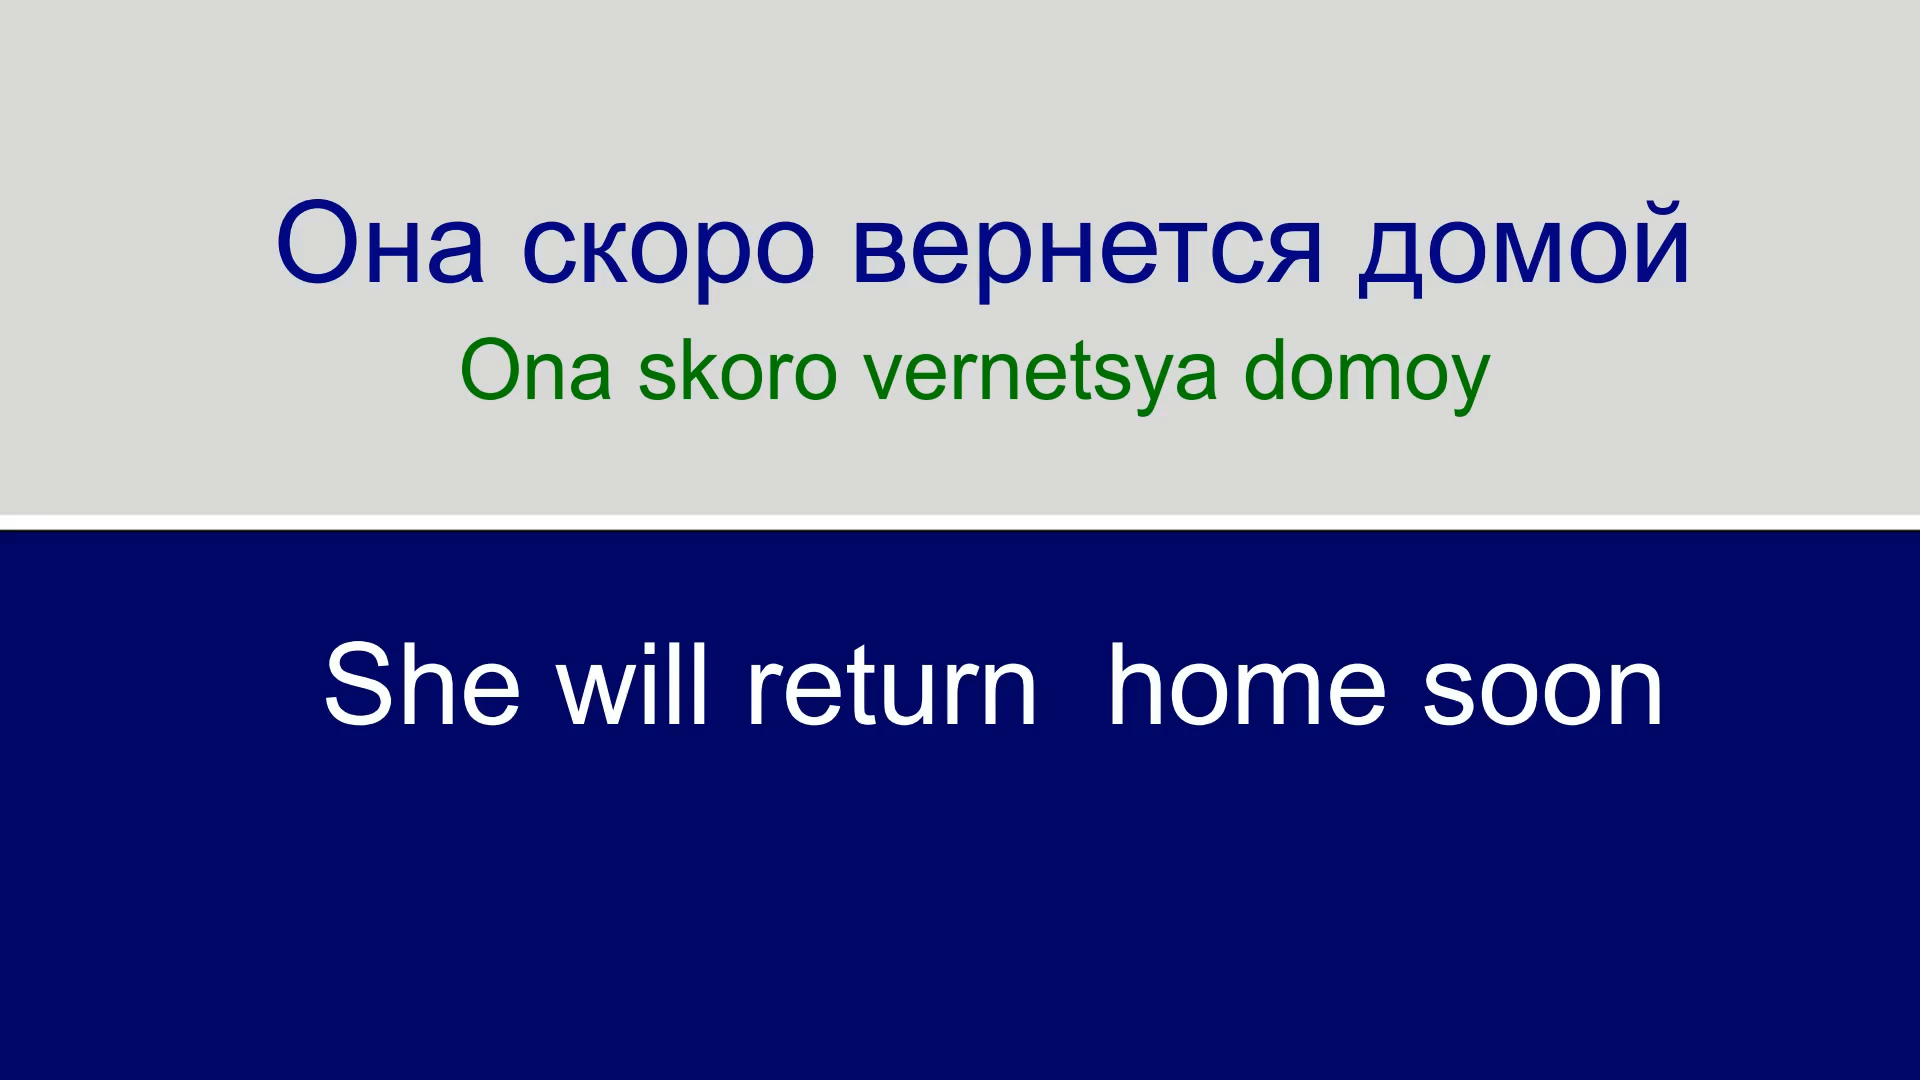 Она скоро вернется домой
Ona skoro vernetsya domoy
She will return  home soon